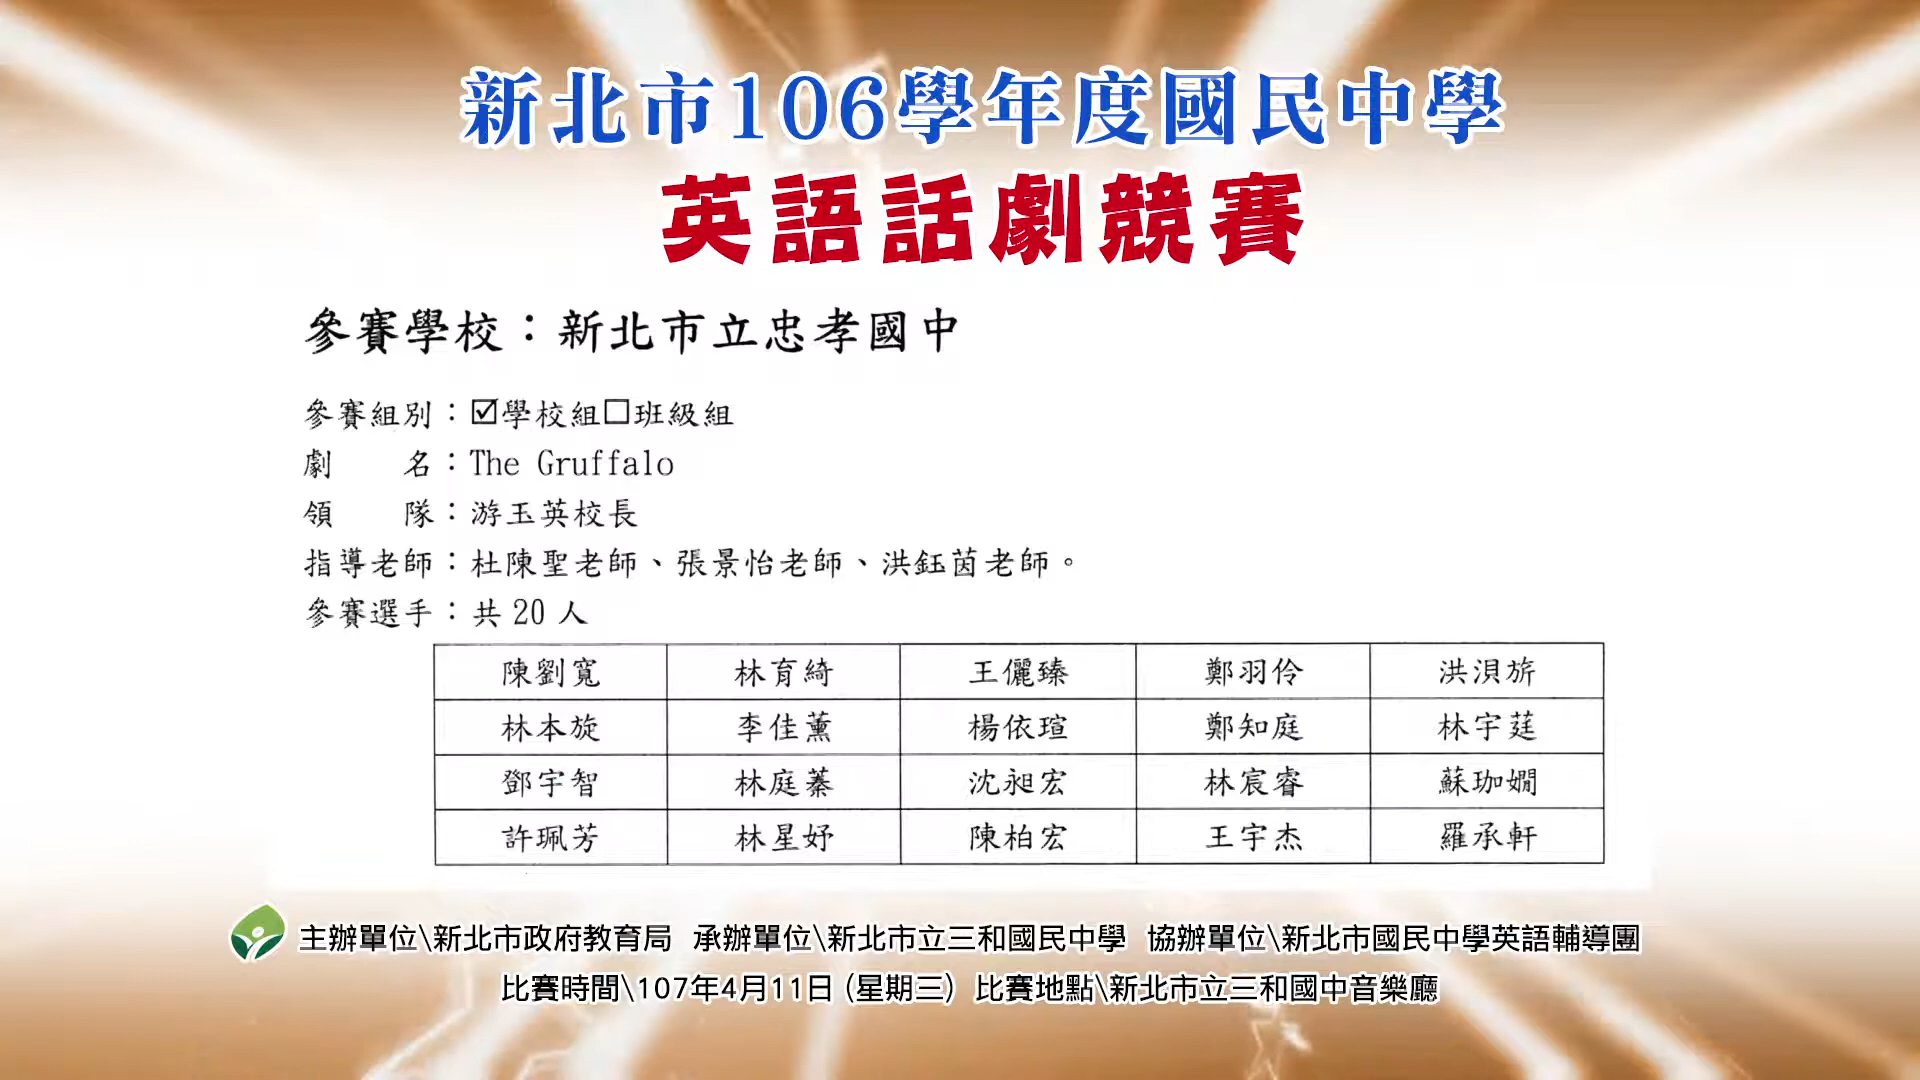 新北市106學年度國民中學
英語話劇競賽
參賽學校：新北市立忠孝國中
參賽組別：☑學校組☐班級組
劇　　名：The Gruffalo
領　　隊：游玉英校長
指導老師：杜陳聖老師、張景怡老師、洪鈺茵老師。
參賽選手：共 20 人
陳劉寬 林育綺 王儷臻 鄭羽伶 洪湨旂
林本旋 李佳薰 楊依瑄 鄭知庭 林宇莛
鄧宇智 林庭蓁 沈昶宏 林宸睿 蘇珈嫺
許珮芳 林星妤 陳柏宏 王宇杰 羅承軒
主辦單位\新北市政府教育局 承辦單位\新北市立三和國民中學 協辦單位\新北市國民中學英語輔導團
比賽時間\107年4月11日（星期三） 比賽地點\新北市立三和國中音樂廳